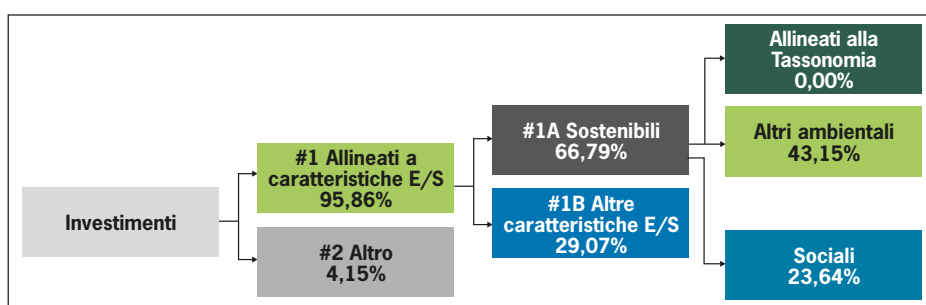 Investimenti
#1 Allineati a
caratteristiche E/S
95,86%
#2 Altro
4,15%
#1A Sostenibili
66,79%
#1B Altre
caratteristiche E/S
29,07%
Allineati alla
Tassonomia
0,00%
Altri ambientali
43,15%
Sociali
23,64%